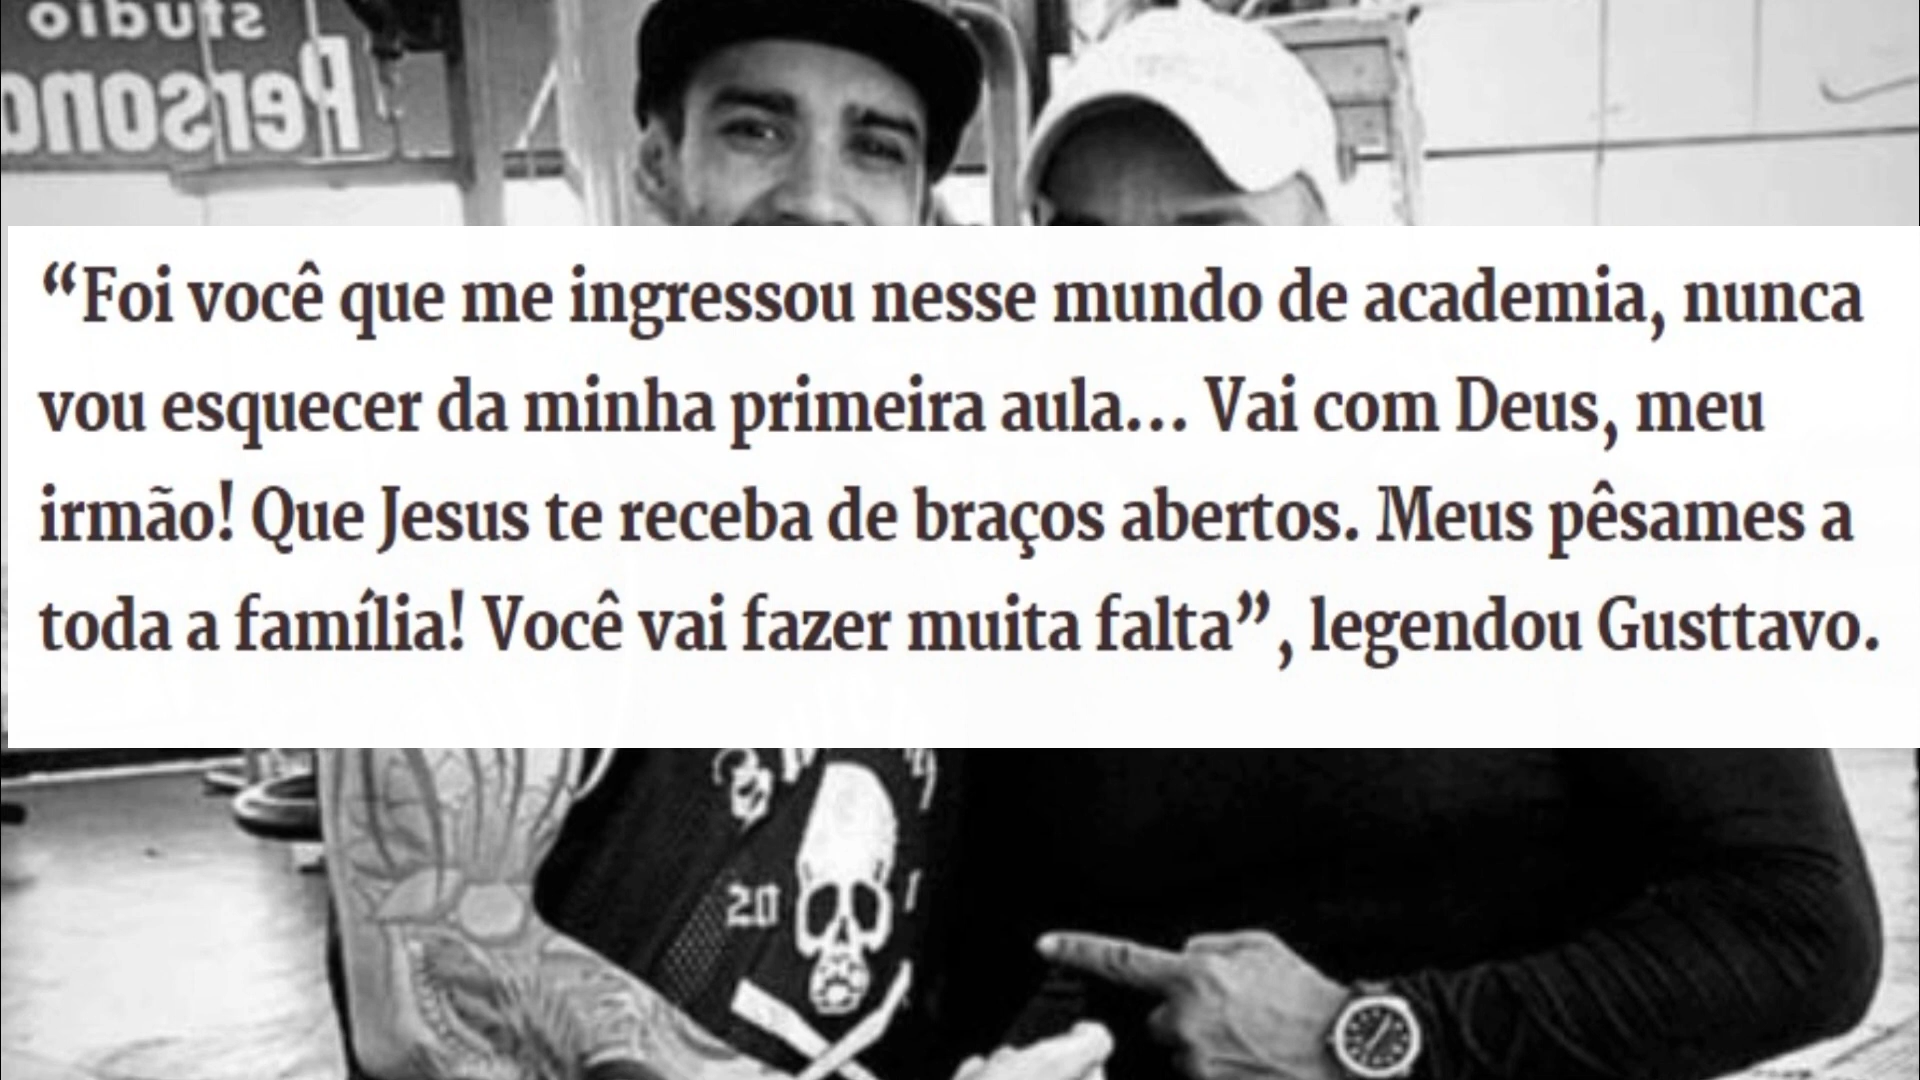 studio
Persona
“Foi você que me ingressou nesse mundo de academia, nunca
vou esquecer da minha primeira aula... Vai com Deus, meu
irmão! Que Jesus te receba de braços abertos. Meus pêsames a
toda a família! Você vai fazer muita falta”, legendou Gusttavo.
20 1